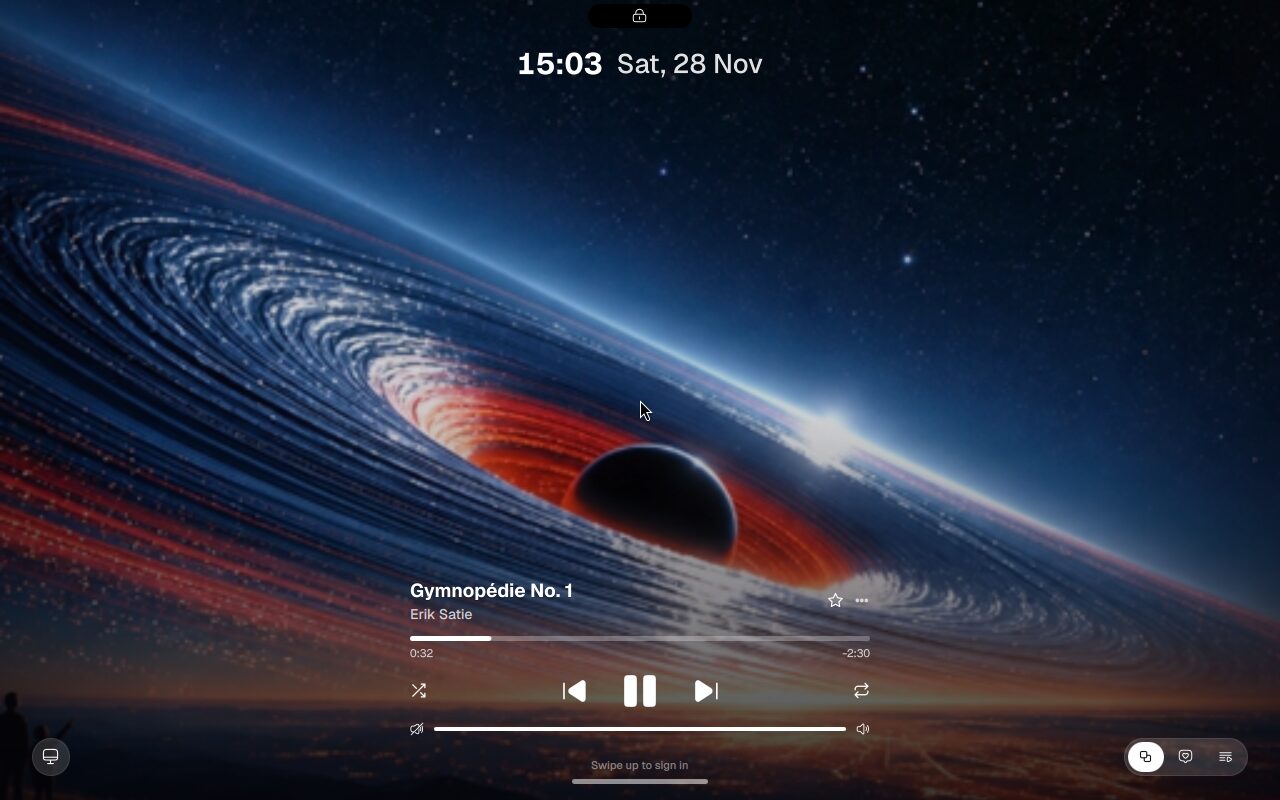 15:03 Sat, 28 Nov
Gymnopédie No. 1
Erik Satie
0:32 -2:30
Swipe up to sign in